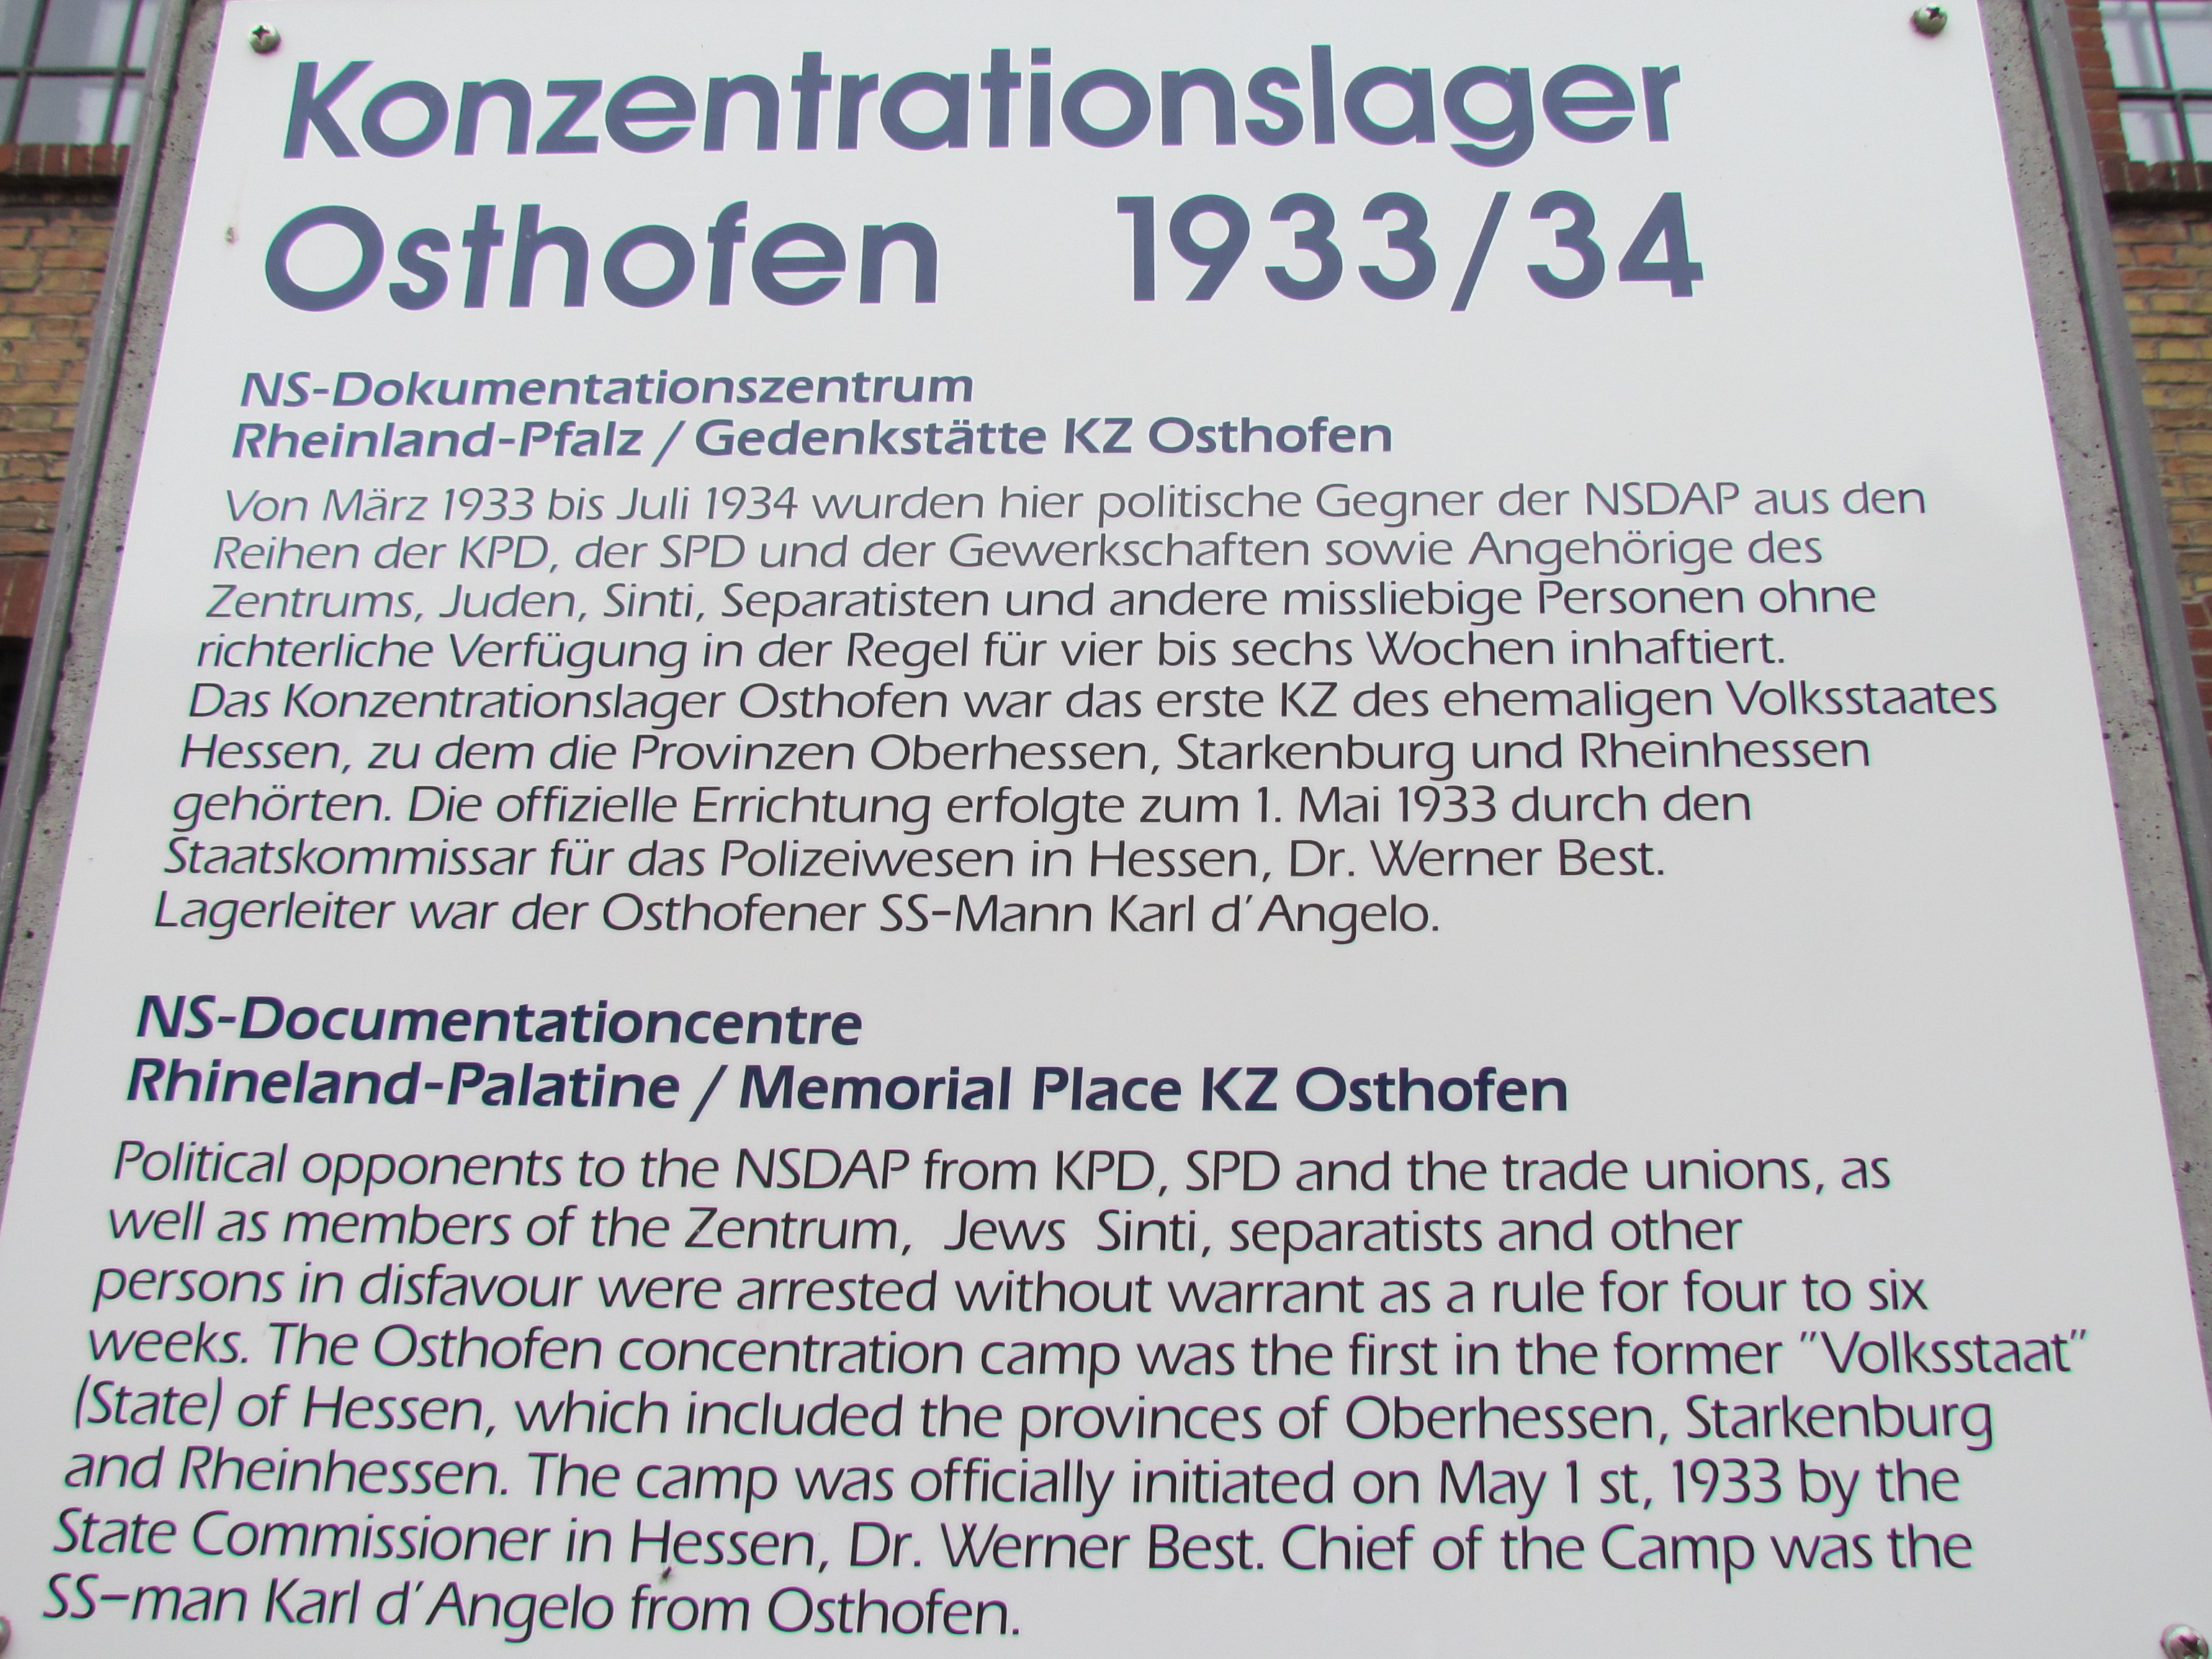 Konzentrationslager
Osthofen 1933/34
NS-Dokumentationszentrum
Rheinland-Pfalz / Gedenkstätte KZ Osthofen
Von März 1933 bis Juli 1934 wurden hier politische Gegner der NSDAP aus den
Reihen der KPD, der SPD und der Gewerkschaften sowie Angehörige des
Zentrums, Juden, Sinti, Separatisten und andere missliebige Personen ohne
richterliche Verfügung in der Regel für vier bis sechs Wochen inhaftiert.
Das Konzentrationslager Osthofen war das erste KZ des ehemaligen Volksstaates
Hessen, zu dem die Provinzen Oberhessen, Starkenburg und Rheinhessen
gehörten. Die offizielle Errichtung erfolgte zum 1. Mai 1933 durch den
Staatskommissar für das Polizeiwesen in Hessen, Dr. Werner Best.
Lagerleiter war der Osthofener SS-Mann Karl d'Angelo.
NS-Documentationcentre
Rhineland-Palatine / Memorial Place KZ Osthofen
Political opponents to the NSDAP from KPD, SPD and the trade unions, as
well as members of the Zentrum, Jews Sinti, separatists and other
persons in disfavour were arrested without warrant as a rule for four to six
weeks. The Osthofen concentration camp was the first in the former "Volksstaat"
(State) of Hessen, which included the provinces of Oberhessen, Starkenburg
and Rheinhessen. The camp was officially initiated on May 1 st, 1933 by the
State Commissioner in Hessen, Dr. Werner Best. Chief of the Camp was the
SS-man Karl d'Angelo from Osthofen.